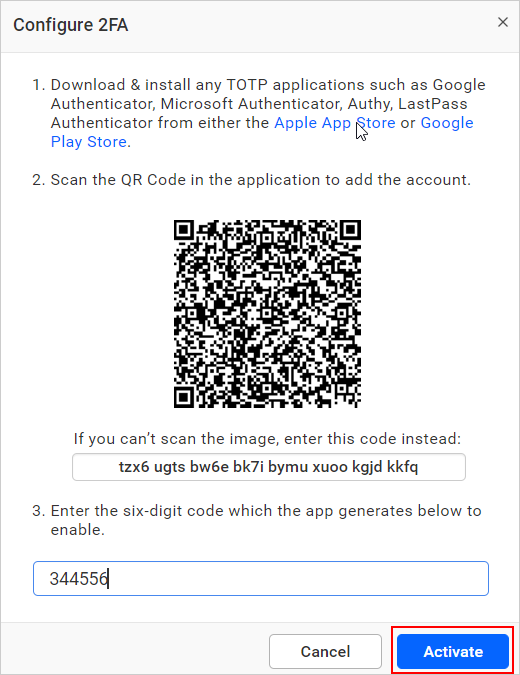 Configure 2FA
1. Download & install any TOTP applications such as Google
Authenticator, Microsoft Authenticator, Authy, LastPass
Authenticator from either the Apple App Store or Google
Play Store.
2. Scan the QR Code in the application to add the account.
If you can’t scan the image, enter this code instead:
tzx6 ugts bw6e bk7i bymu xuoo kgjd kkfq
3. Enter the six-digit code which the app generates below to
enable.
344556
Cancel
Activate